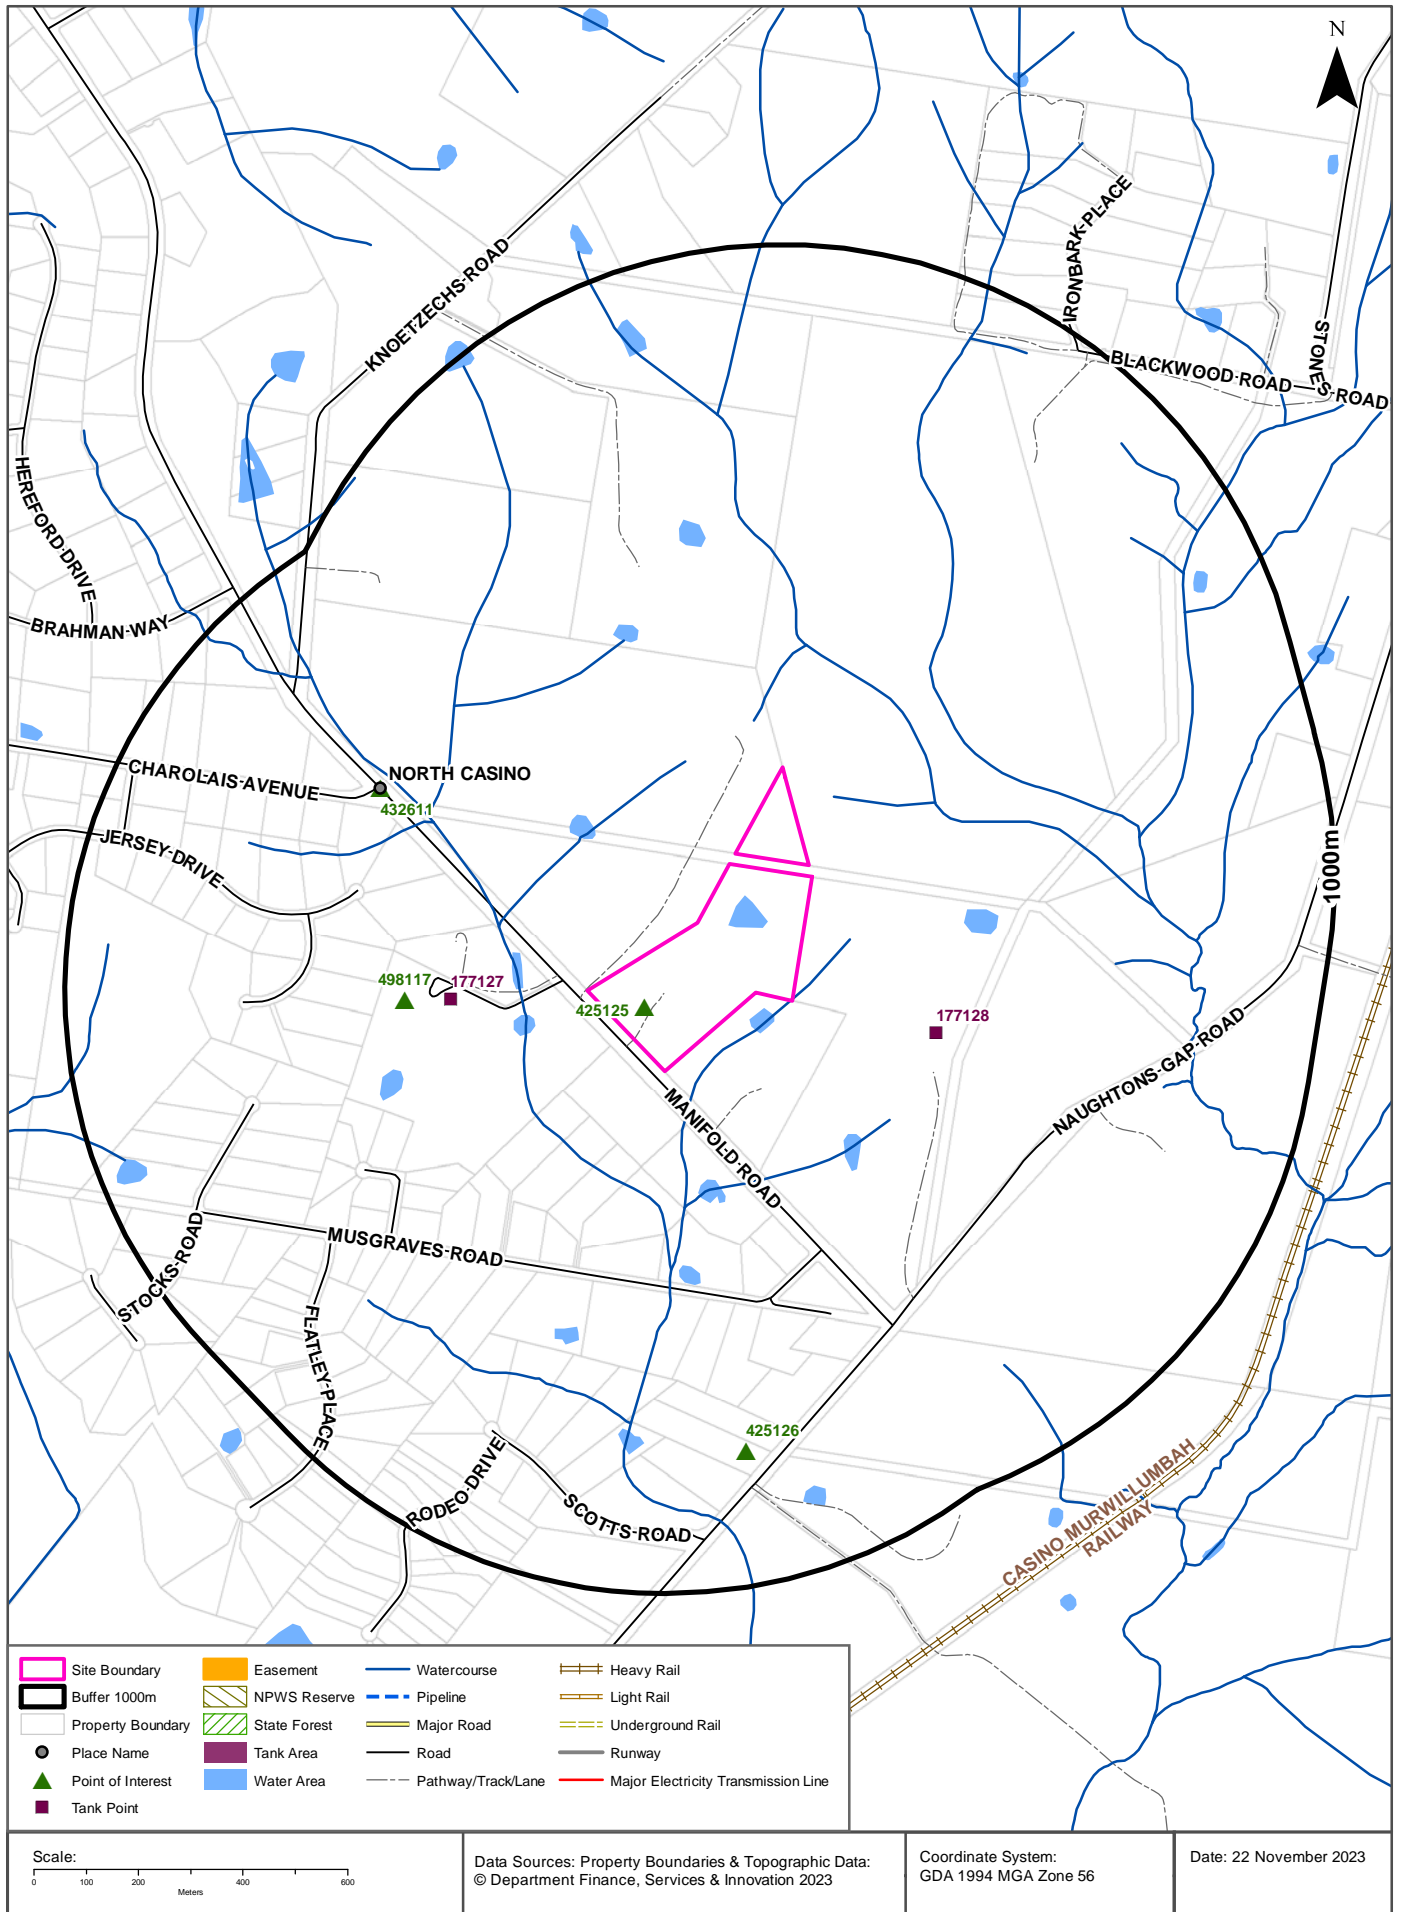 N
IRONBARK-PLACE
KNOETZECHS-ROAD
STONES-ROAD
BLACKWOOD-ROAD
HEREFORD-DRIVE
BRAHMAN-WAY
NORTH CASINO
CHAROLAIS-AVENUE
432611
JERSEY-DRIVE
1000m
498117
177127
425125
177128
NAUGHTONS-GAP-ROAD
MANIFOLD-ROAD
MUSGRAVES-ROAD
STOCKS-ROAD
FLATLEY-PLACE
425126
RODEO-DRIVE
SCOTTS-ROAD
CASINO MURWILLUMBAH
RAILWAY
Site Boundary
Buffer 1000m
Property Boundary
Place Name
Point of Interest
Tank Point
Easement
NPWS Reserve
State Forest
Tank Area
Water Area
Watercourse
Pipeline
Major Road
Road
Pathway/Track/Lane
Heavy Rail
Light Rail
Underground Rail
Runway
Major Electricity Transmission Line
Scale:
0 100 200 400 600
Meters
Data Sources: Property Boundaries & Topographic Data:
© Department Finance, Services & Innovation 2023
Coordinate System:
GDA 1994 MGA Zone 56
Date: 22 November 2023